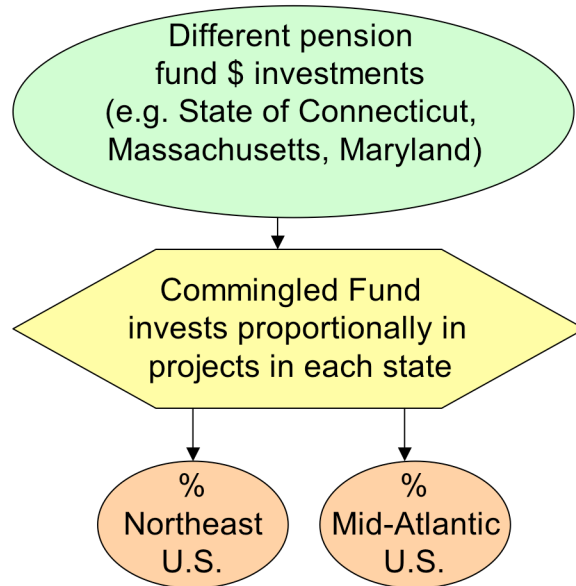 Different pension
fund $ investments
(e.g. State of Connecticut,
Massachusetts, Maryland)
Commingled Fund
invests proportionally in
projects in each state
%
Northeast
U.S.
%
Mid-Atlantic
U.S.